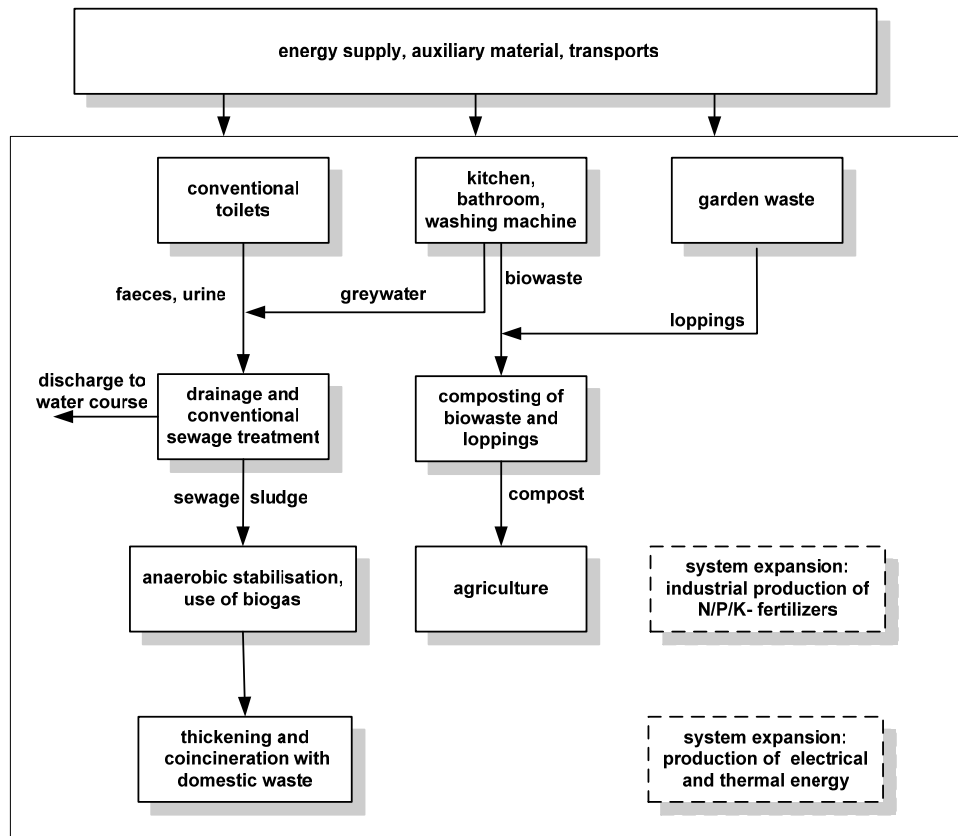 energy supply, auxiliary material, transports
conventional
toilets
kitchen,
bathroom,
washing machine
garden waste
faeces, urine
greywater
biowaste
loppings
discharge to
water course
drainage and
conventional
sewage treatment
composting of
biowaste and
loppings
sewage sludge
compost
anaerobic stabilisation,
use of biogas
agriculture
system expansion:
industrial production of
N/P/K- fertilizers
thickening and
coincineration with
domestic waste
system expansion:
production of electrical
and thermal energy